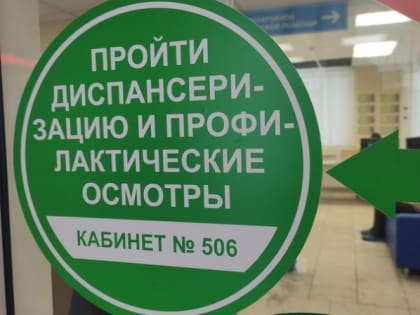 ПРОЙТИ
ДИСПАНСЕРИ-
ЗАЦИЮ И ПРОФИ-
ЛАКТИЧЕСКИЕ
ОСМОТРЫ
КАБИНЕТ № 506